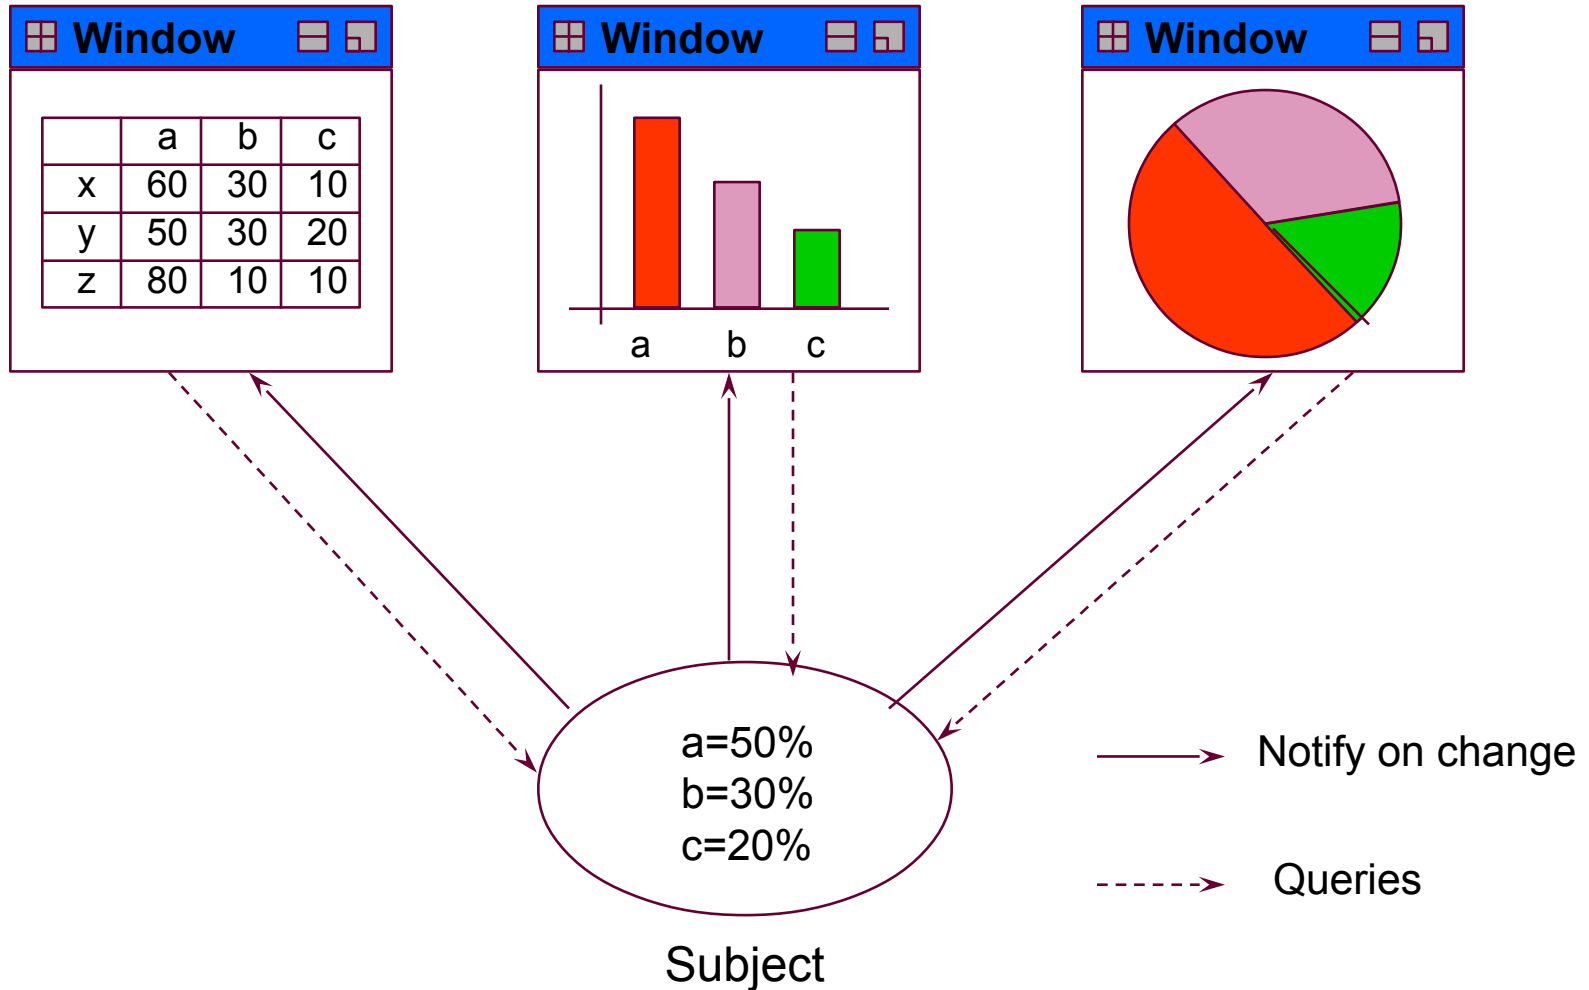 Window
Window
Window
a b c
x 60 30 10
y 50 30 20
z 80 10 10
a b c
a=50%
b=30%
c=20%
Subject
Notify on change
Queries